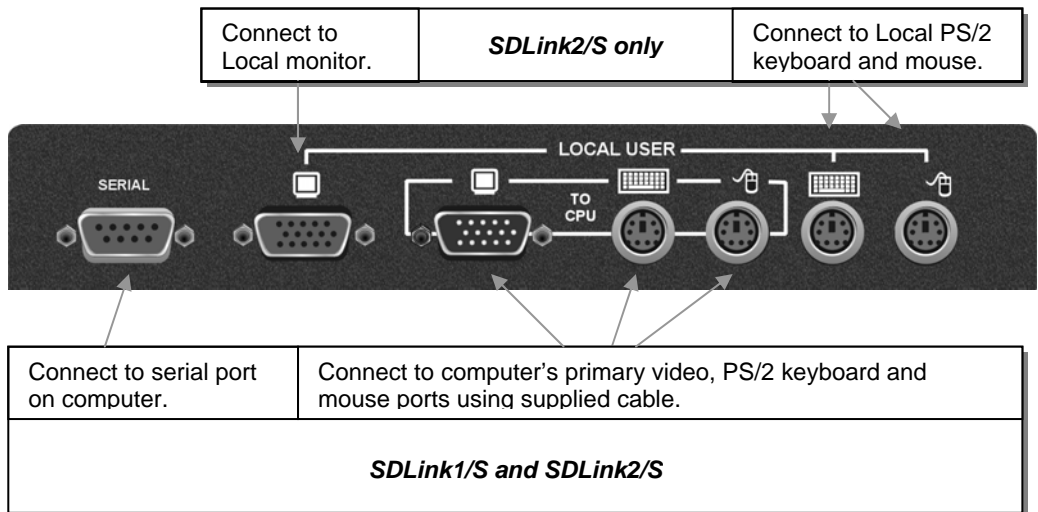 Connect to
Local monitor.
SDLink2/S only
Connect to Local PS/2
keyboard and mouse.
LOCAL USER
SERIAL
TO
CPU
Connect to serial port
on computer.
Connect to computer’s primary video, PS/2 keyboard and
mouse ports using supplied cable.
SDLink1/S and SDLink2/S